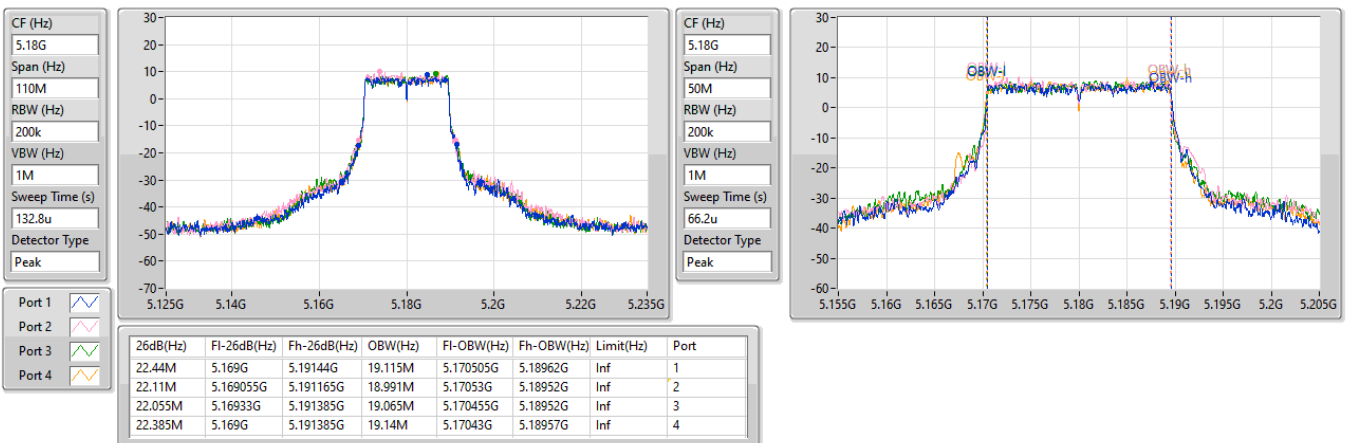 CF (Hz)
5.18G
Span (Hz)
110M
RBW (Hz)
200k
VBW (Hz)
1M
Sweep Time (s)
132.8u
Detector Type
Peak
30
20
10
0
-10
-20
-30
-40
-50
-60
-70
5.125G 5.14G 5.16G 5.18G 5.2G 5.22G 5.235G
CF (Hz)
5.18G
Span (Hz)
50M
RBW (Hz)
200k
VBW (Hz)
1M
Sweep Time (s)
66.2u
Detector Type
Peak
30
20
10
0
-10
-20
-30
-40
-50
-60
OBW-l OBW-h
OBW-h
5.155G 5.16G 5.165G 5.17G 5.175G 5.18G 5.185G 5.19G 5.195G 5.2G 5.205G
Port 1
Port 2
Port 3
Port 4
26dB(Hz) Fl-26dB(Hz) Fh-26dB(Hz) OBW(Hz) Fl-OBW(Hz) Fh-OBW(Hz) Limit(Hz) Port
22.44M 5.169G 5.19144G 19.115M 5.170505G 5.18962G Inf 1
22.11M 5.169055G 5.191165G 18.991M 5.17053G 5.18952G Inf 2
22.055M 5.16933G 5.191385G 19.065M 5.170455G 5.18952G Inf 3
22.385M 5.169G 5.191385G 19.14M 5.17043G 5.18957G Inf 4